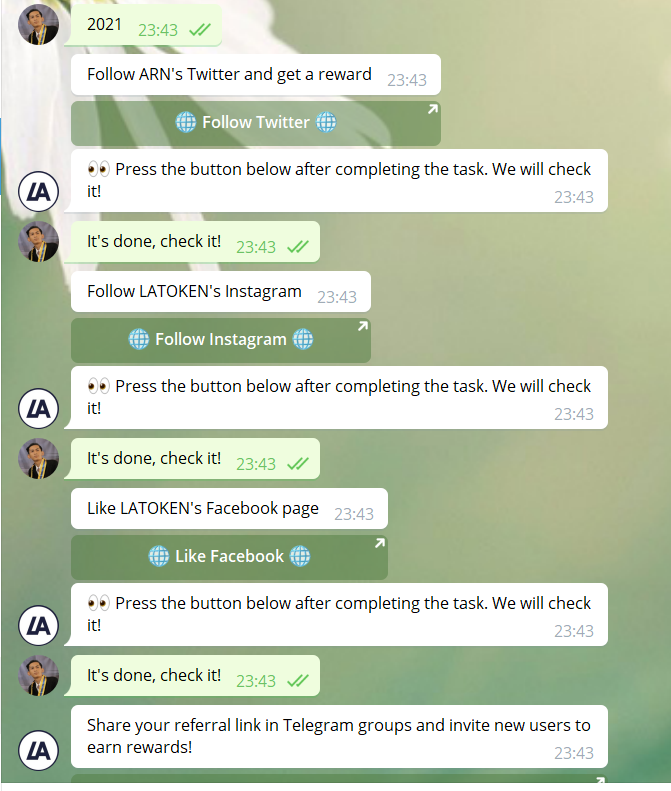 2021 23:43
Follow ARN's Twitter and get a reward 23:43
🌐 Follow Twitter 🌐
👀 Press the button below after completing the task. We will check
it! 23:43
LA
It's done, check it! 23:43
Follow LATOKEN's Instagram 23:43
🌐 Follow Instagram 🌐
👀 Press the button below after completing the task. We will check
it! 23:43
LA
It's done, check it! 23:43
Like LATOKEN's Facebook page 23:43
🌐 Like Facebook 🌐
👀 Press the button below after completing the task. We will check
it! 23:43
LA
It's done, check it! 23:43
Share your referral link in Telegram groups and invite new users to
earn rewards! 23:43
LA